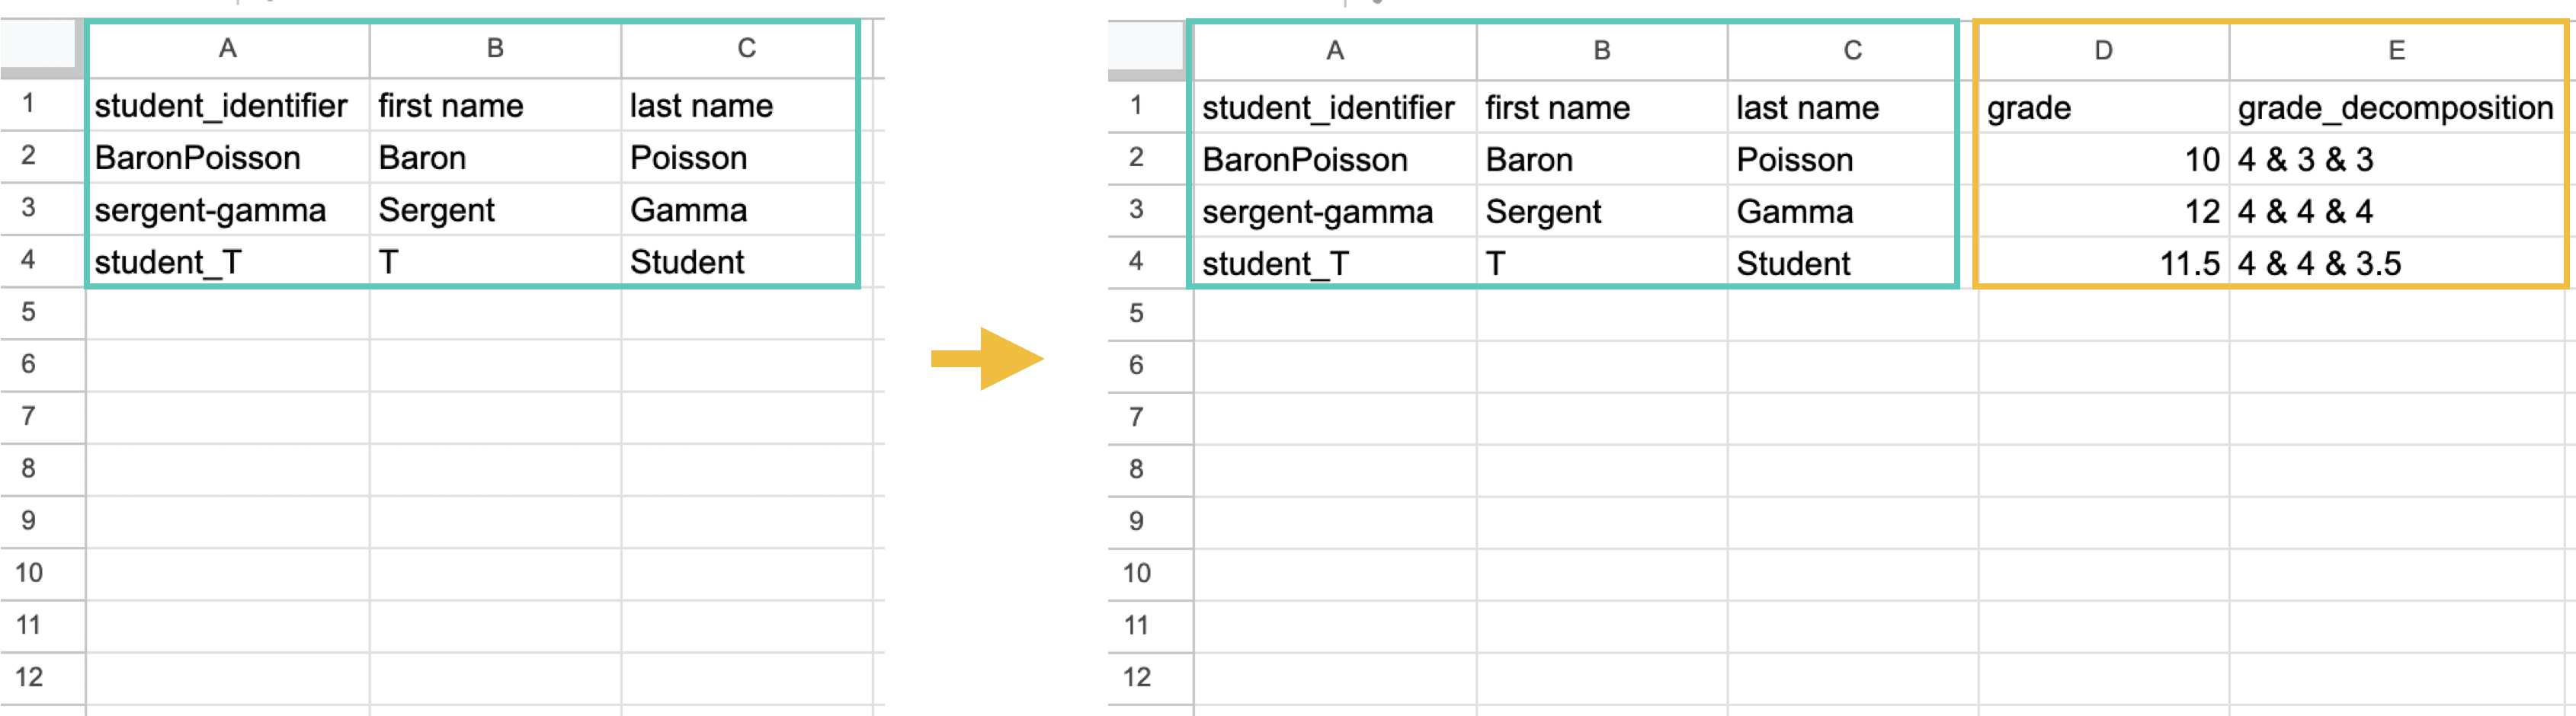 A B C
1 student_identifier first name last name
2 BaronPoisson Baron Poisson
3 sergent-gamma Sergent Gamma
4 student_T T Student
5
6
7
8
9
10
11
12
A B C D E
1 student_identifier first name last name grade grade_decomposition
2 BaronPoisson Baron Poisson 10 4 & 3 & 3
3 sergent-gamma Sergent Gamma 12 4 & 4 & 4
4 student_T T Student 11.5 4 & 4 & 3.5
5
6
7
8
9
10
11
12